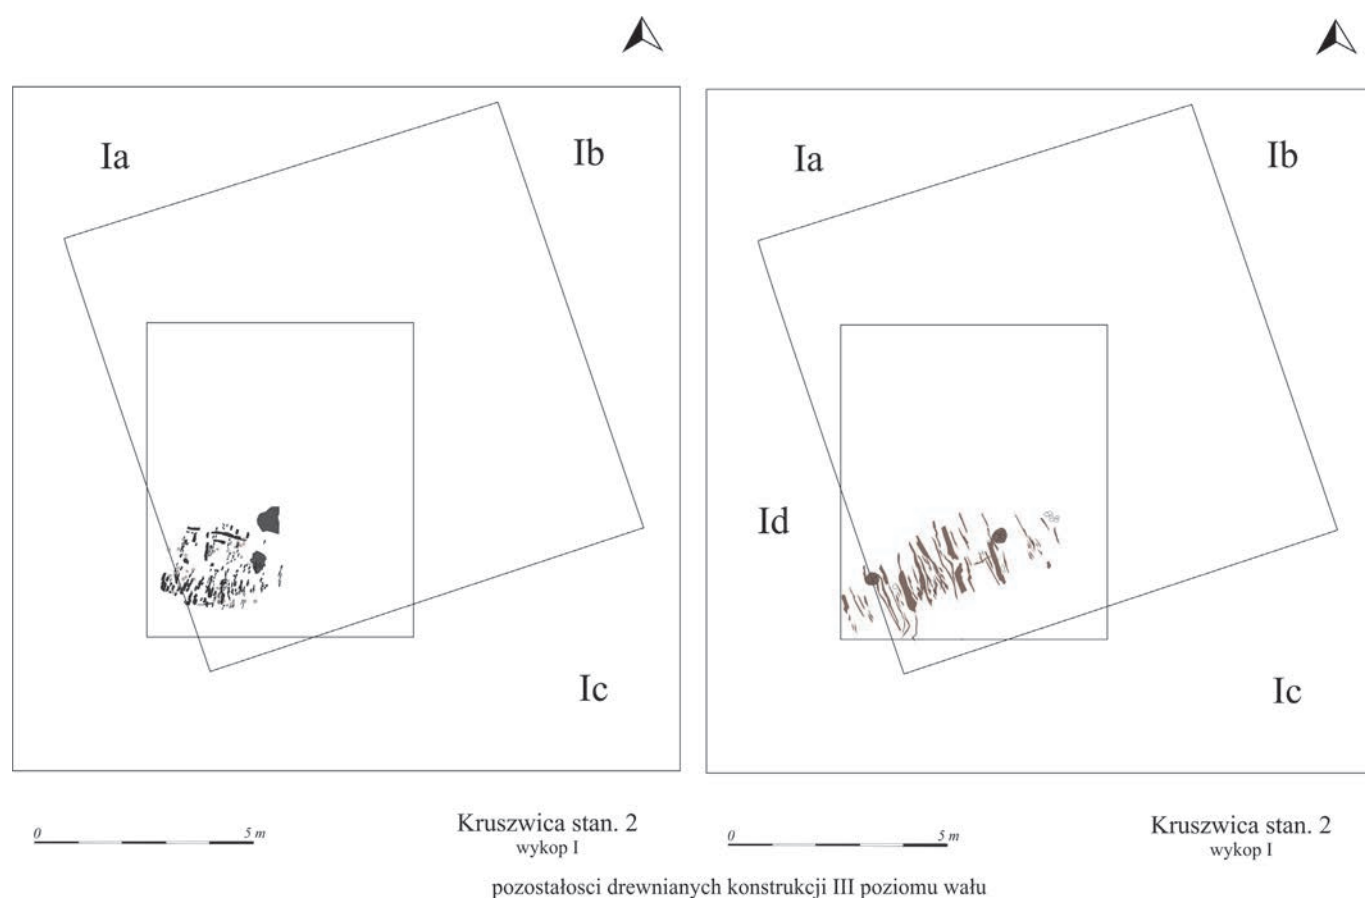 Ia
Ib
Ic
0 5 m
Kruszwica stan. 2
wykop I
Ia
Ib
Id
Ic
0 5 m
Kruszwica stan. 2
wykop I
pozostałosci drewnianych konstrukcji III poziomu wału